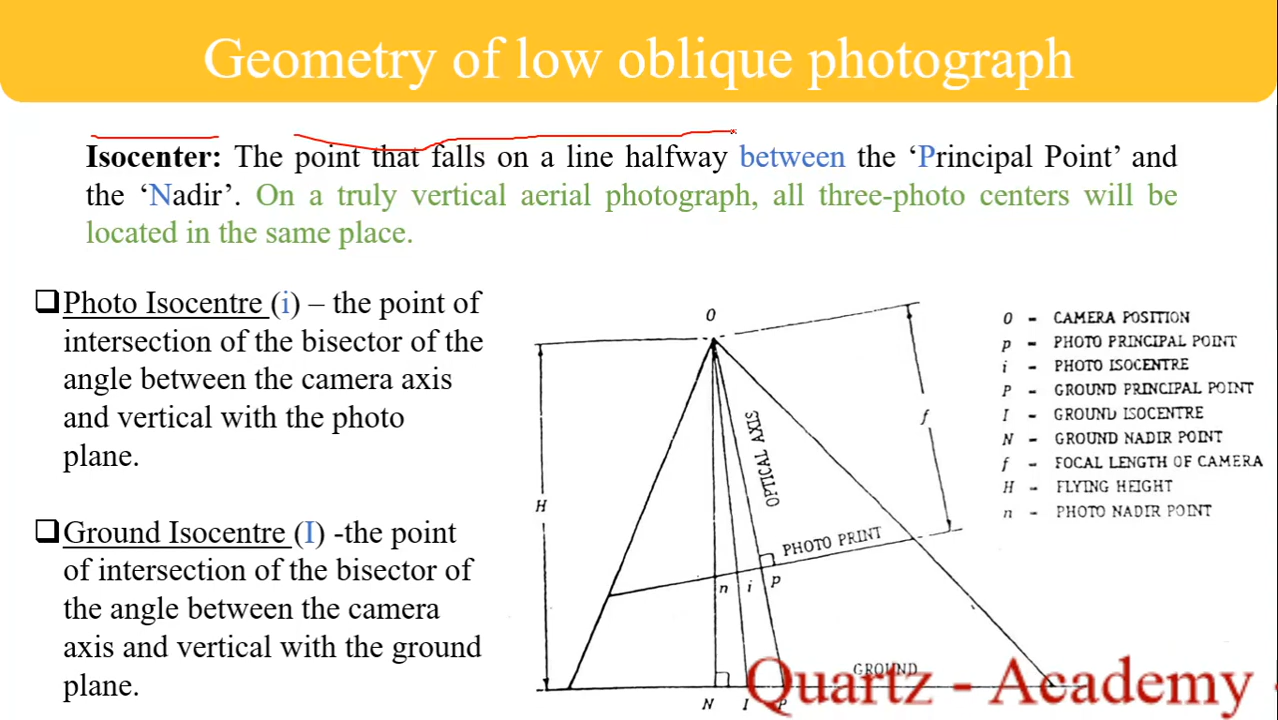 Geometry of low oblique photograph
Isocenter: The point that falls on a line halfway between the ‘Principal Point’ and
the ‘Nadir’. On a truly vertical aerial photograph, all three-photo centers will be
located in the same place.
Photo Isocentre (i) – the point of
intersection of the bisector of the
angle between the camera axis
and vertical with the photo
plane.
Ground Isocentre (I) -the point
of intersection of the bisector of
the angle between the camera
axis and vertical with the ground
plane.
O
H
OPTICAL AXIS
f
PHOTO PRINT
n i p
GROUND
N I P
O - CAMERA POSITION
p - PHOTO PRINCIPAL POINT
i - PHOTO ISOCENTRE
P - GROUND PRINCIPAL POINT
I - GROUND ISOCENTRE
N - GROUND NADIR POINT
f - FOCAL LENGTH OF CAMERA
H - FLYING HEIGHT
n - PHOTO NADIR POINT
Quartz - Academy -